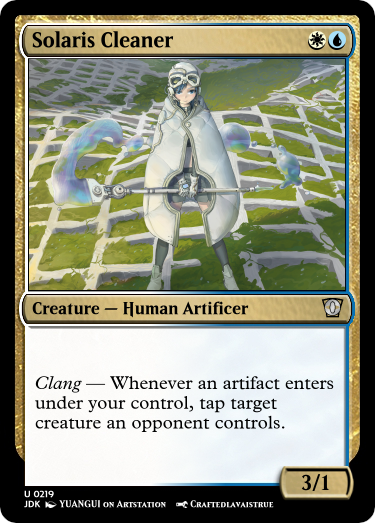 Solaris Cleaner
Creature — Human Artificer
Clang — Whenever an artifact enters
under your control, tap target
creature an opponent controls.
3/1
U 0219
JDK YUANGUI on ArtStation Craftedlavaistrue